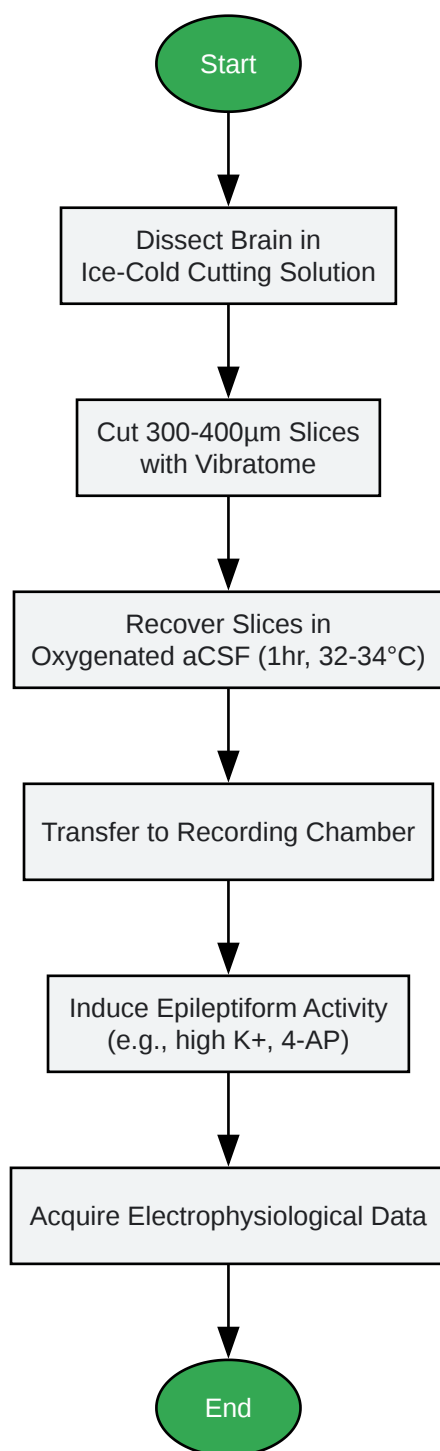 Start
Dissect Brain in
Ice-Cold Cutting Solution
Cut 300-400µm Slices
with Vibratome
Recover Slices in
Oxygenated aCSF (1hr, 32-34°C)
Transfer to Recording Chamber
Induce Epileptiform Activity
(e.g., high K+, 4-AP)
Acquire Electrophysiological Data
End